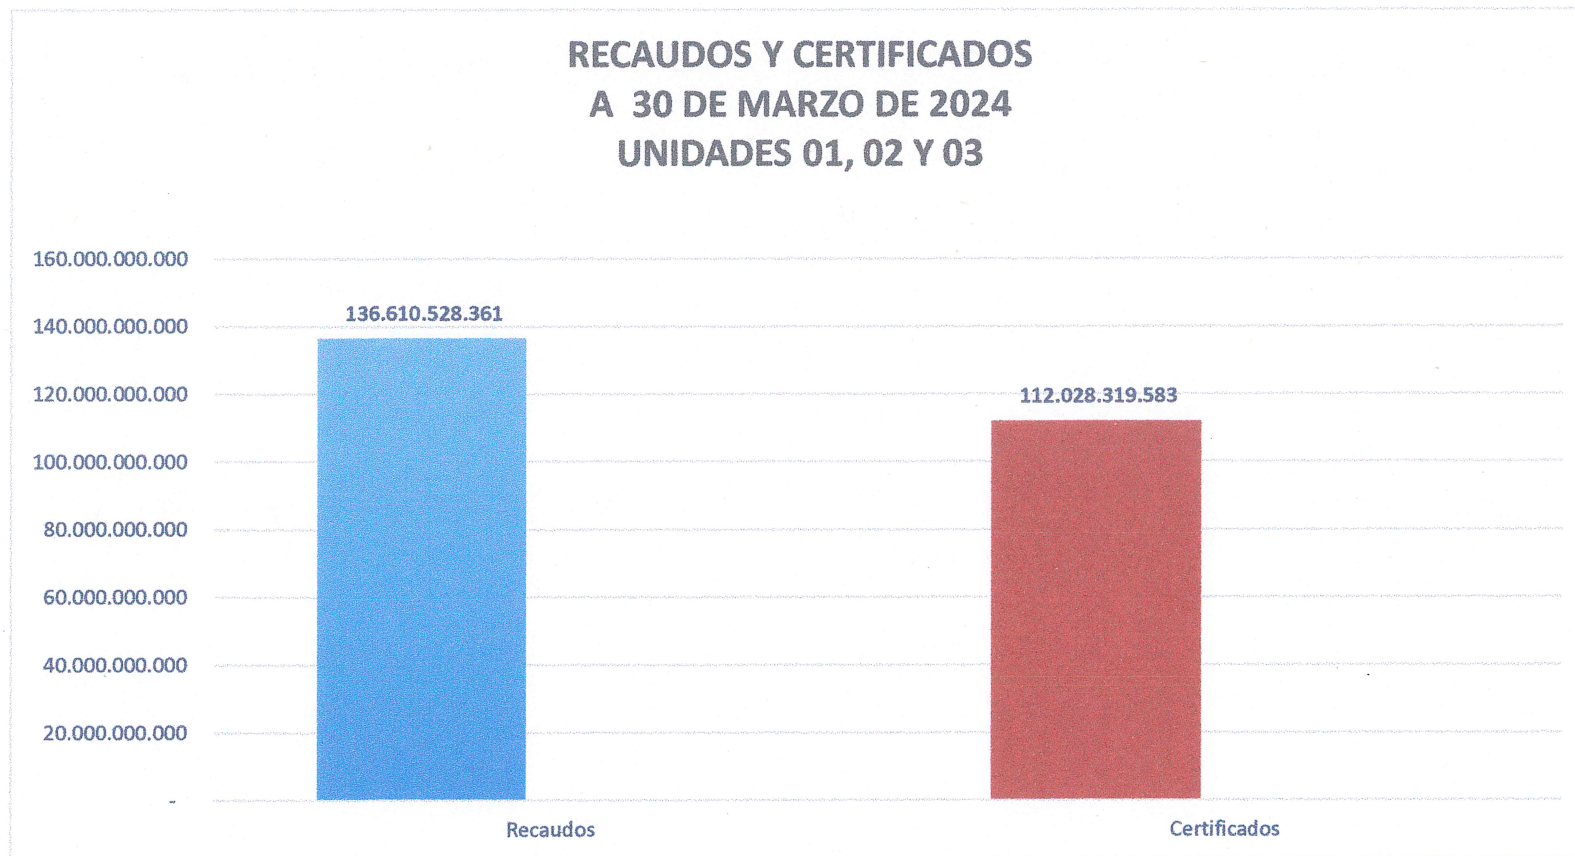 RECAUDOS Y CERTIFICADOS
A 30 DE MARZO DE 2024
UNIDADES 01, 02 Y 03
160.000.000.000
136.610.528.361
140.000.000.000
120.000.000.000
112.028.319.583
100.000.000.000
80.000.000.000
60.000.000.000
40.000.000.000
20.000.000.000
-
Recaudos
Certificados